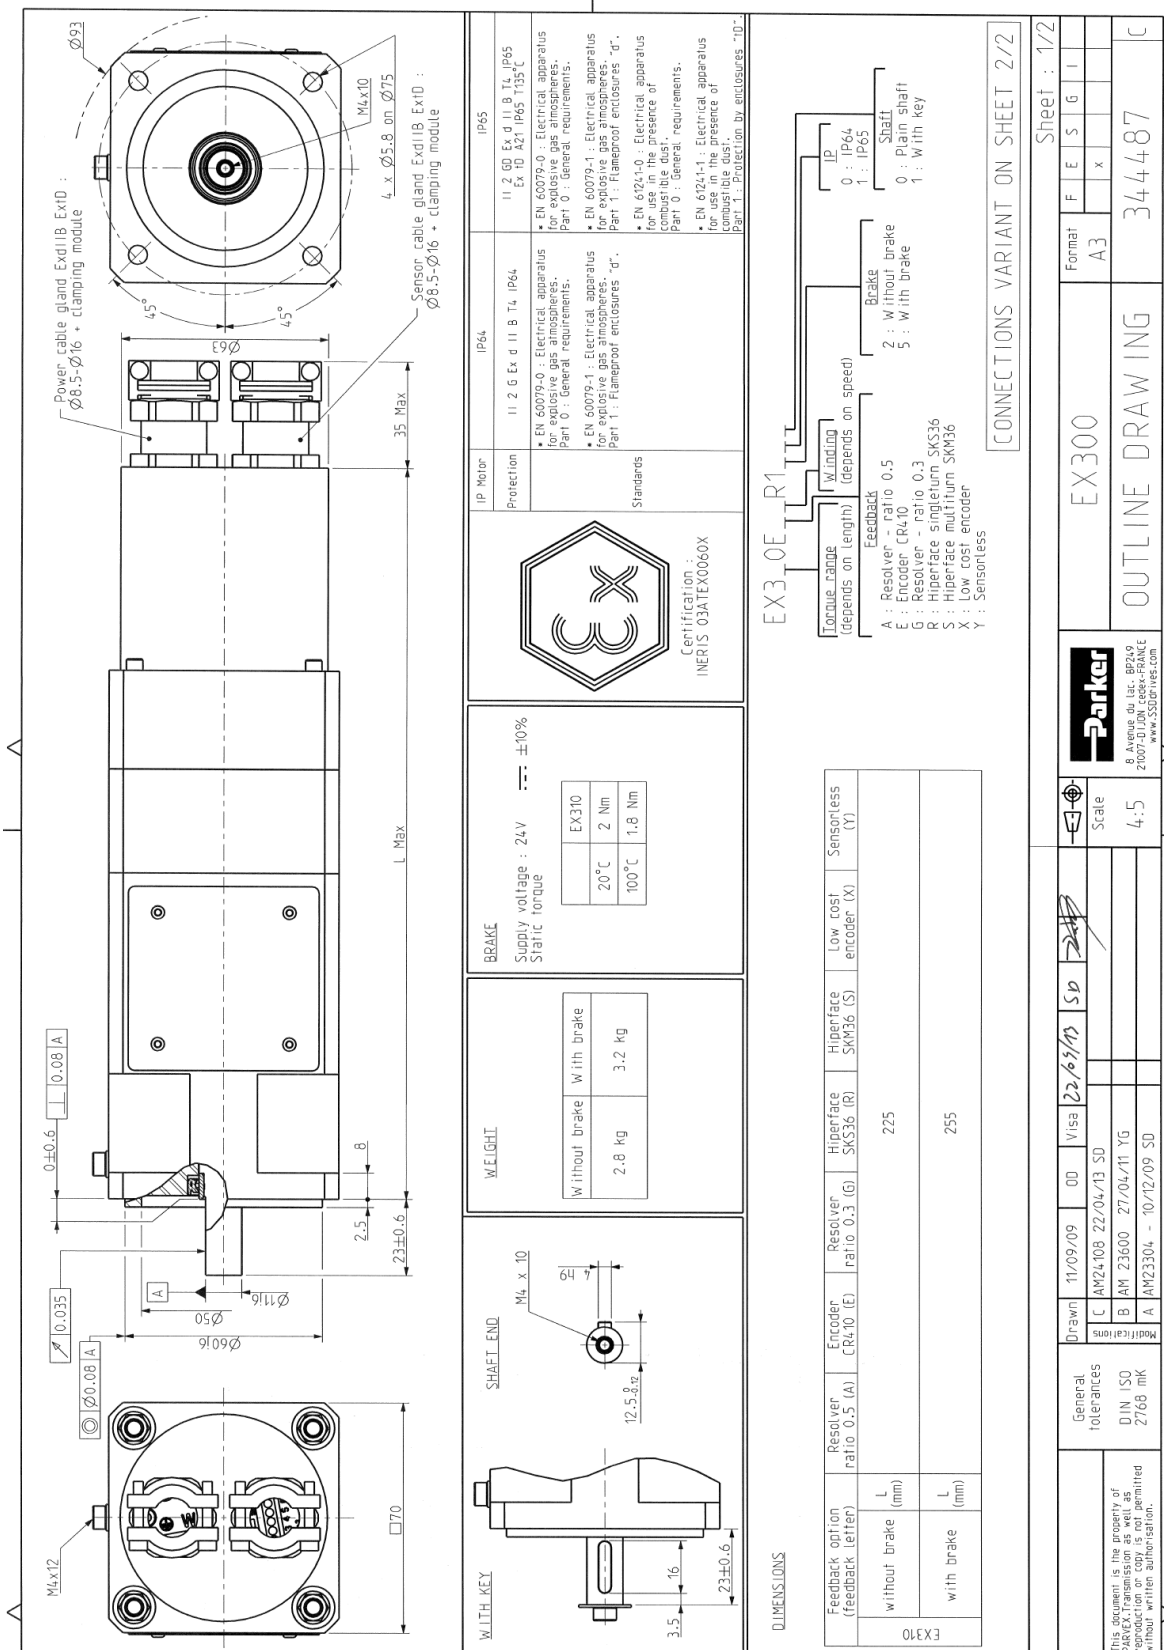 Power cable gland ExdIIB ExtD :
Ø8.5-Ø16 + clamping module
Ø93
M4x10
4 x Ø5.8 on Ø75
45°
45°
Sensor cable gland ExdIIB ExtD :
Ø8.5-Ø16 + clamping module
Ø63
35 Max
L Max
0±0.6
⊥ 0.08 A
8
2.5
23±0.6
0.035
A
Ø11j6
Ø50
Ø60j6
◎ Ø0.08 A
M4x12
□70
WITH KEY
3.5
16
23±0.6
SHAFT END
M4 x 10
4 h9
12.5 0 -0.12
WEIGHT
Without brake With brake
2.8 kg 3.2 kg
BRAKE
Supply voltage : 24V ±10%
Static torque
EX310
20°C 2 Nm
100°C 1.8 Nm
Certification :
INERIS 03ATEX0060X
IP Motor IP64 IP65
Protection II 2 G Ex d II B T4 IP64 II 2 GD Ex d II B T4 IP65
Ex tD A21 IP65 T135°C
Standards
* EN 60079-0 : Electrical apparatus
for explosive gas atmospheres.
Part 0 : General requirements.
* EN 60079-1 : Electrical apparatus
for explosive gas atmospheres.
Part 1 : Flameproof enclosures "d".
* EN 60079-0 : Electrical apparatus
for explosive gas atmospheres.
Part 0 : General requirements.
* EN 60079-1 : Electrical apparatus
for explosive gas atmospheres.
Part 1 : Flameproof enclosures "d".
* EN 61241-0 : Electrical apparatus
for use in the presence of
combustible dust.
Part 0 : General requirements.
* EN 61241-1 : Electrical apparatus
for use in the presence of
combustible dust.
Part 1 : Protection by enclosures "tD".
DIMENSIONS
Feedback option
(feedback letter)
Resolver
ratio 0.5 (A)
Encoder
CR410 (E)
Resolver
ratio 0.3 (G)
Hiperface
SKS36 (R)
Hiperface
SKM36 (S)
Low cost
encoder (X)
Sensorless
(Y)
EX310
without brake L
(mm)
225
with brake L
(mm)
255
EX3 0E R1
Torque range
(depends on length)
Winding
(depends on speed)
Feedback
A : Resolver - ratio 0.5
E : Encoder CR410
G : Resolver - ratio 0.3
R : Hiperface singleturn SKS36
S : Hiperface multiturn SKM36
X : Low cost encoder
Y : Sensorless
Brake
2 : Without brake
5 : With brake
IP
0 : IP64
1 : IP65
Shaft
0 : Plain shaft
1 : With key
CONNECTIONS VARIANT ON SHEET 2/2
Sheet : 1/2
This document is the property of
PARVEX.Transmission as well as
reproduction or copy is not permitted
without written authorisation.
General
tolerances
DIN ISO
2768 mK
Drawn 11/09/09 OD Visa 22/04/13 SD
Modifications
C AM24108 22/04/13 SD
B AM 23600 27/04/11 YG
A AM23304 - 10/12/09 SD
Scale
4:5
Parker
8 Avenue du lac. BP249
21007-DIJON cedex-FRANCE
www.SSDdrives.com
EX300
OUTLINE DRAWING
Format
A3
F E S G I
x
344487 C